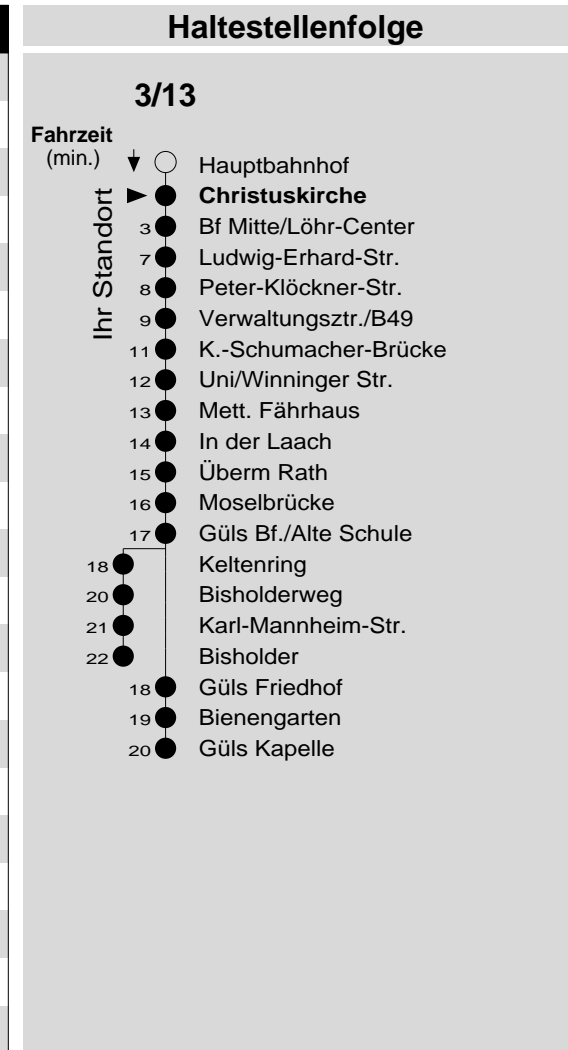 Haltestellenfolge
3/13
Fahrzeit
(min.)
Ihr Standort
Hauptbahnhof
Christuskirche
3 Bf Mitte/Löhr-Center
7 Ludwig-Erhard-Str.
8 Peter-Klöckner-Str.
9 Verwaltungsztr./B49
11 K.-Schumacher-Brücke
12 Uni/Winninger Str.
13 Mett. Fährhaus
14 In der Laach
15 Überm Rath
16 Moselbrücke
17 Güls Bf./Alte Schule
18 Keltenring
20 Bisholderweg
21 Karl-Mannheim-Str.
22 Bisholder
18 Güls Friedhof
19 Bienengarten
20 Güls Kapelle